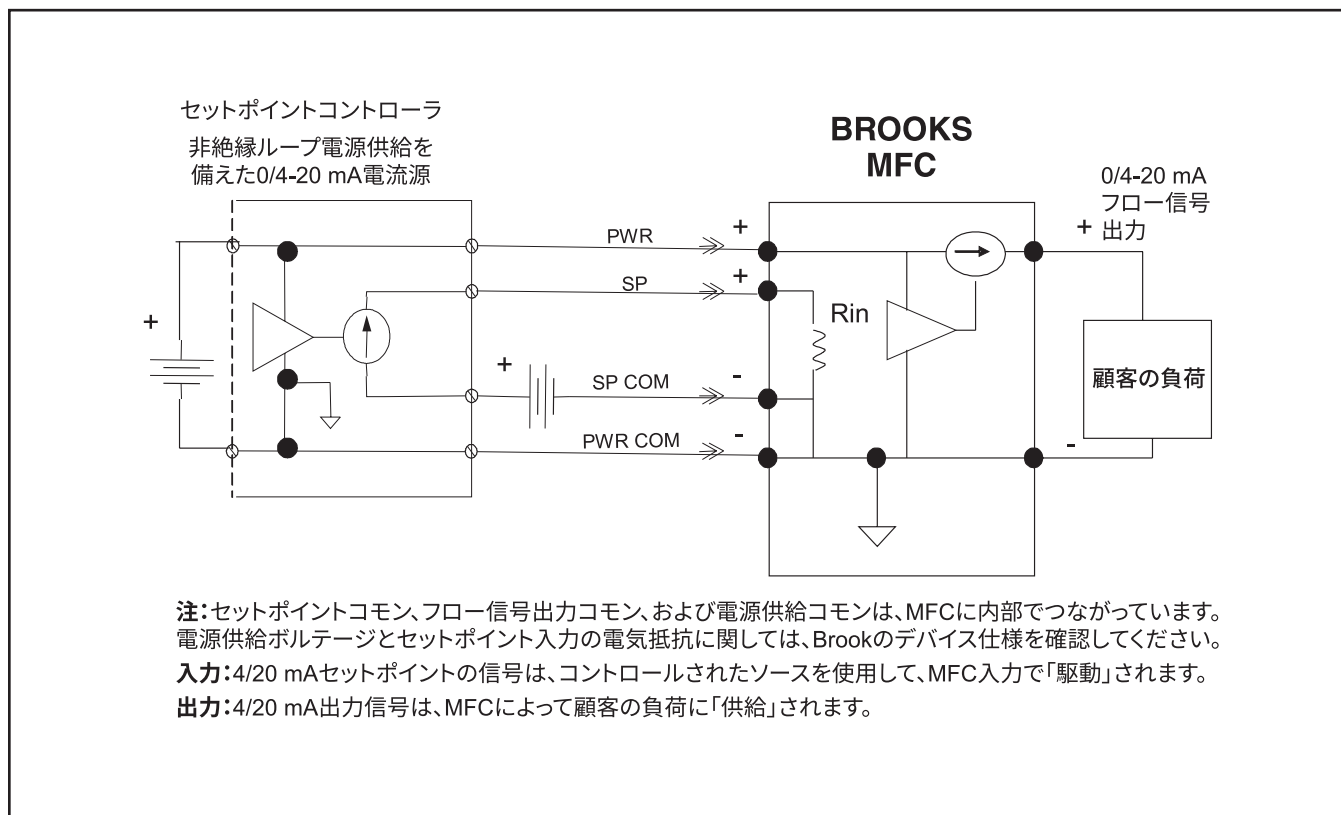 セットポイントコントローラ
非絶縁ループ電源供給を
備えた0/4-20 mA電流源
BROOKS
MFC
0/4-20 mA
フロー信号
出力
+
PWR
+
+
SP
+
Rin
+
+
SP COM
-
顧客の負荷
PWR COM
-
-
注:セットポイントコモン、フロー信号出力コモン、および電源供給コモンは、MFCに内部でつながっています。
電源供給ボルテージとセットポイント入力の電気抵抗に関しては、Brookのデバイス仕様を確認してください。
入力:4/20 mAセットポイントの信号は、コントロールされたソースを使用して、MFC入力で「駆動」されます。
出力:4/20 mA出力信号は、MFCによって顧客の負荷に「供給」されます。